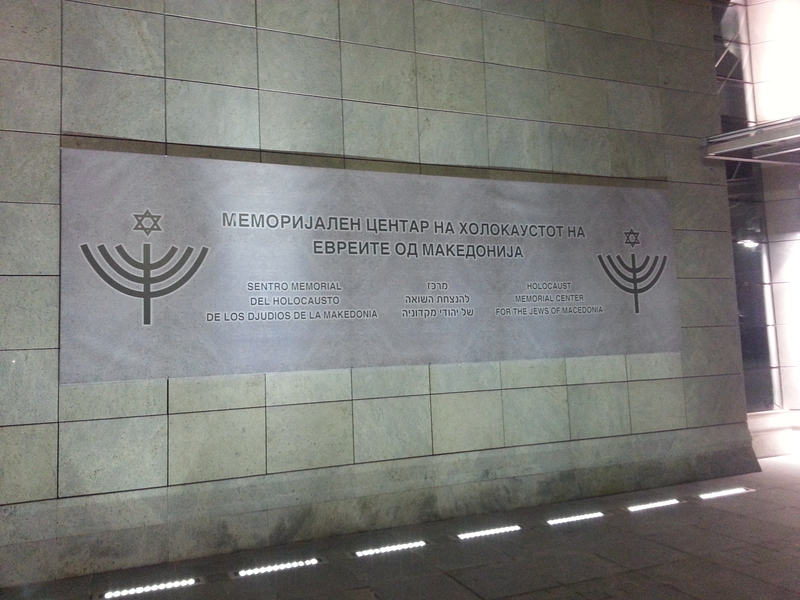 МЕМОРИЈАЛЕН ЦЕНТАР НА ХОЛОКАУСТОТ НА
ЕВРЕИТЕ ОД МАКЕДОНИЈА
SENTRO MEMORIAL
DEL HOLOCAUSTO
DE LOS DJUDIOS DE LA MAKEDONIA
מרכז
להנצחת השואה
של יהודי מקדוניה
HOLOCAUST
MEMORIAL CENTER
FOR THE JEWS OF MACEDONIA